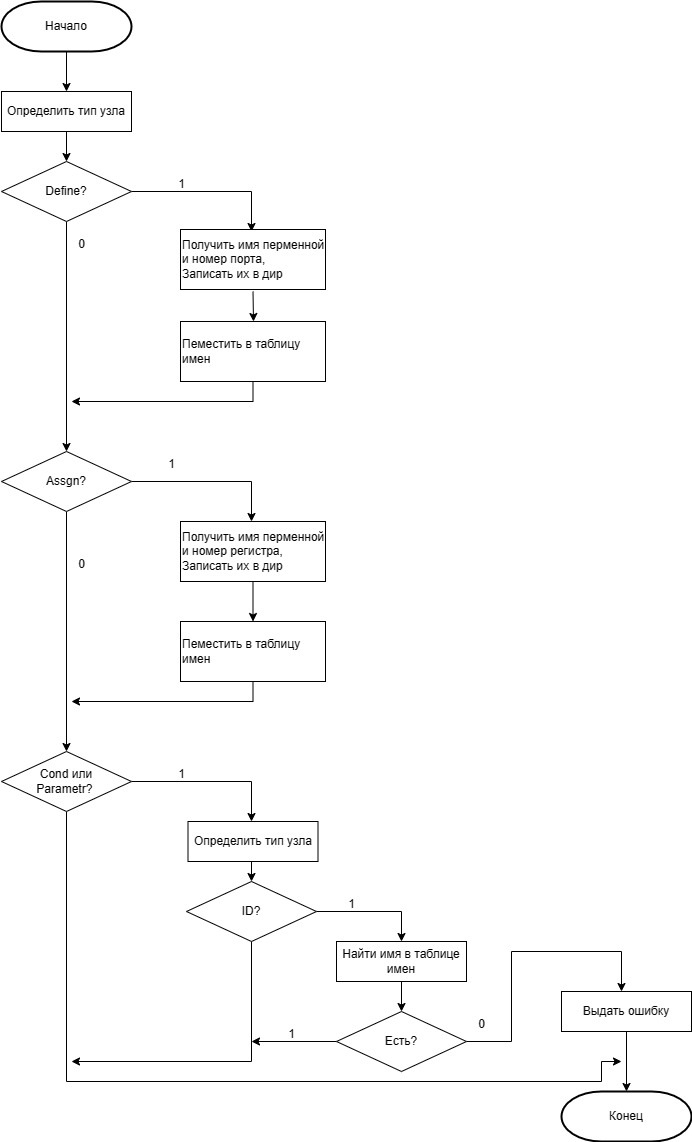 Начало
Определить тип узла
Define?
1
0
Получить имя перменной
и номер порта,
Записать их в дир
Пеместить в таблицу
имен
Assgn?
1
0
Получить имя перменной
и номер регистра,
Записать их в дир
Пеместить в таблицу
имен
Cond или
Parametr?
1
Определить тип узла
ID?
1
Найти имя в таблице
имен
Есть?
1
0
Выдать ошибку
Конец